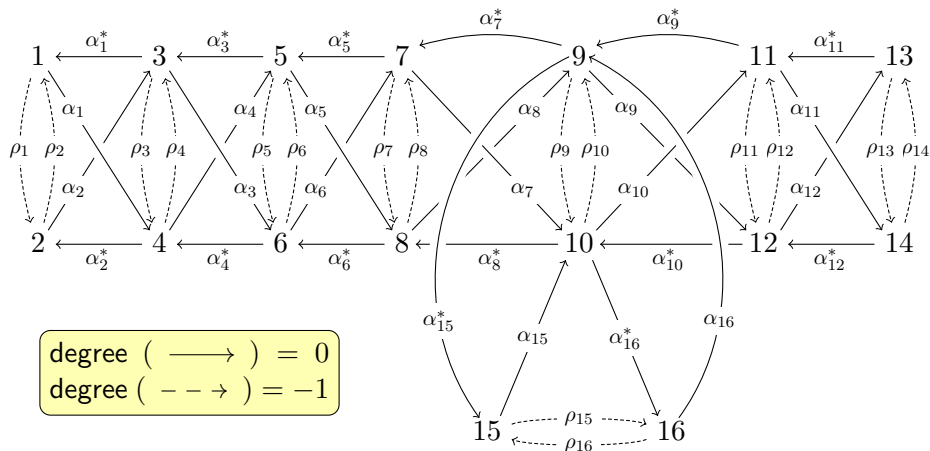 α₇* α₉*
1 α₁* 3 α₃* 5 α₅* 7 9 11 α₁₁* 13
α₁ α₄ α₅ α₈ α₉ α₁₁
ρ₁ ρ₂ ρ₃ ρ₄ ρ₅ ρ₆ ρ₇ ρ₈ ρ₉ ρ₁₀ ρ₁₁ ρ₁₂ ρ₁₃ ρ₁₄
α₂ α₃ α₆ α₇ α₁₀ α₁₂
2 α₂* 4 α₄* 6 α₆* 8 α₈* 10 α₁₀* 12 α₁₂* 14
α₁₅* α₁₅ α₁₆* α₁₆
degree ( ⟶ ) = 0
degree ( - - → ) = −1
15 ρ₁₅ 16
ρ₁₆